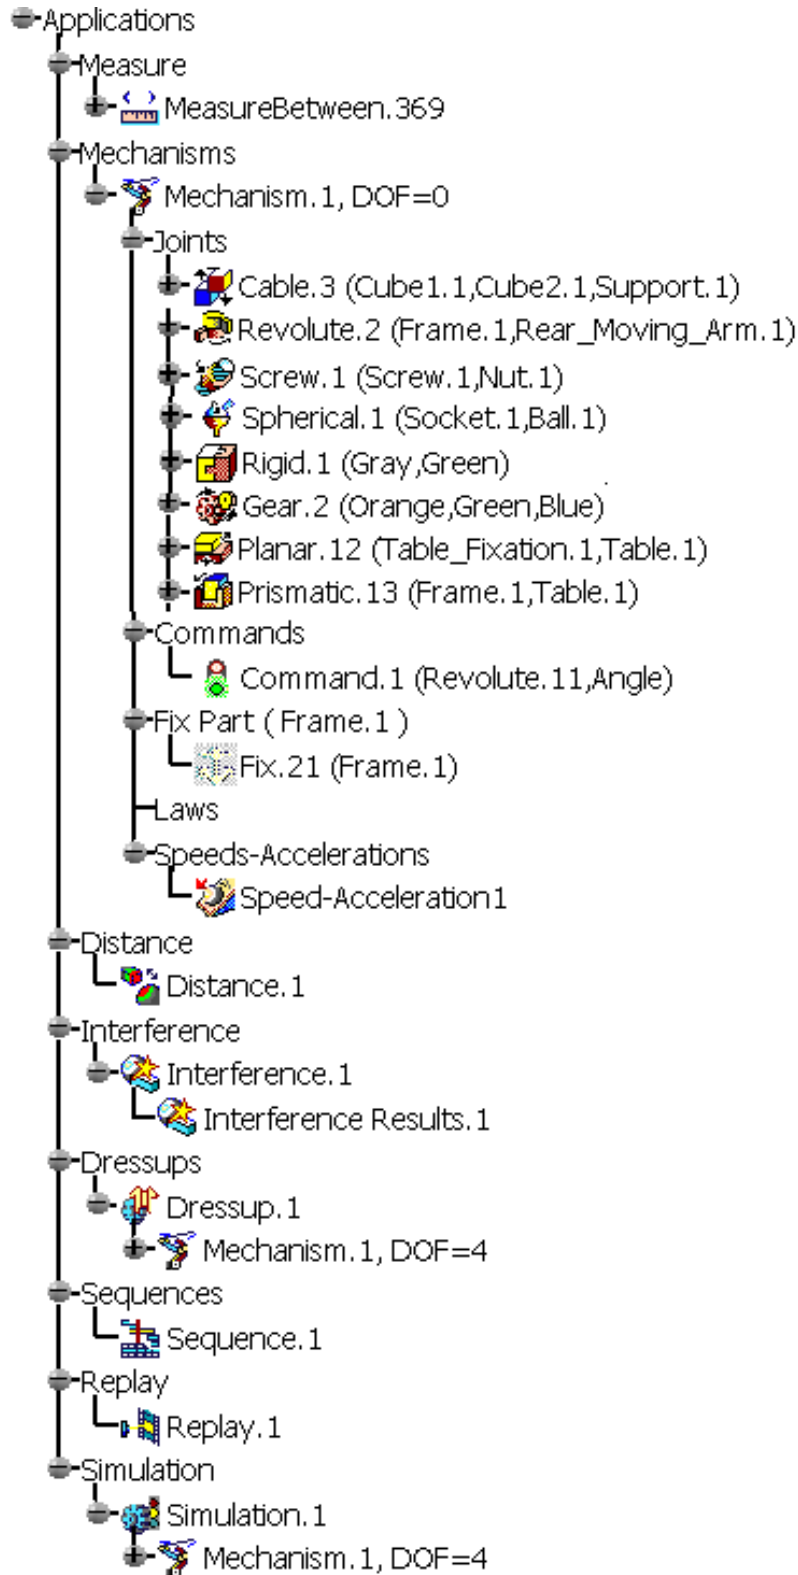 Applications
Measure
MeasureBetween.369
Mechanisms
Mechanism.1, DOF=0
Joints
Cable.3 (Cube1.1,Cube2.1,Support.1)
Revolute.2 (Frame.1,Rear_Moving_Arm.1)
Screw.1 (Screw.1,Nut.1)
Spherical.1 (Socket.1,Ball.1)
Rigid.1 (Gray,Green)
Gear.2 (Orange,Green,Blue)
Planar.12 (Table_Fixation.1,Table.1)
Prismatic.13 (Frame.1,Table.1)
Commands
Command.1 (Revolute.11,Angle)
Fix Part ( Frame.1 )
Fix.21 (Frame.1)
Laws
Speeds-Accelerations
Speed-Acceleration1
Distance
Distance.1
Interference
Interference.1
Interference Results.1
Dressups
Dressup.1
Mechanism.1, DOF=4
Sequences
Sequence.1
Replay
Replay.1
Simulation
Simulation.1
Mechanism.1, DOF=4